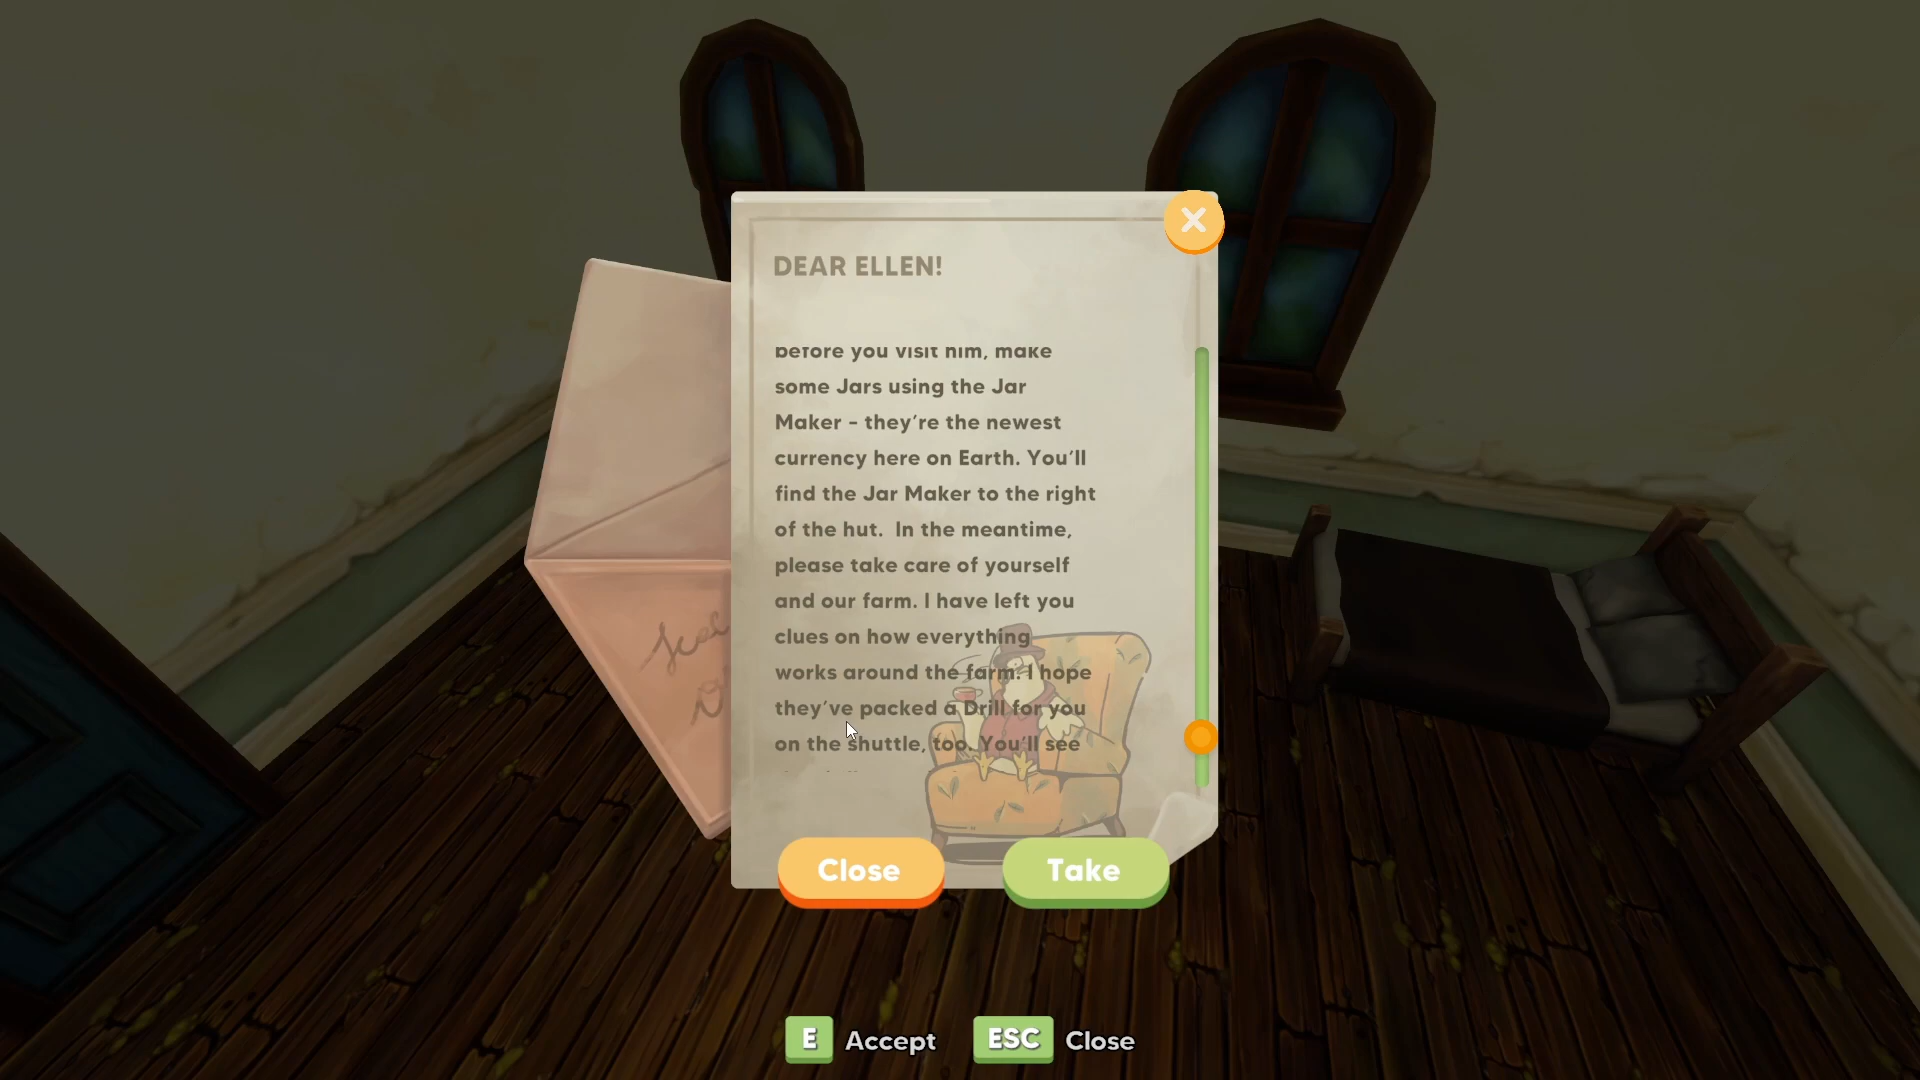 DEAR ELLEN!
before you visit him, make
some Jars using the Jar
Maker - they're the newest
currency here on Earth. You'll
find the Jar Maker to the right
of the hut.  In the meantime,
please take care of yourself
and our farm. I have left you
clues on how everything
works around the farm. I hope
they've packed a Drill for you
on the shuttle, too. You'll see
Close
Take
E Accept
ESC Close